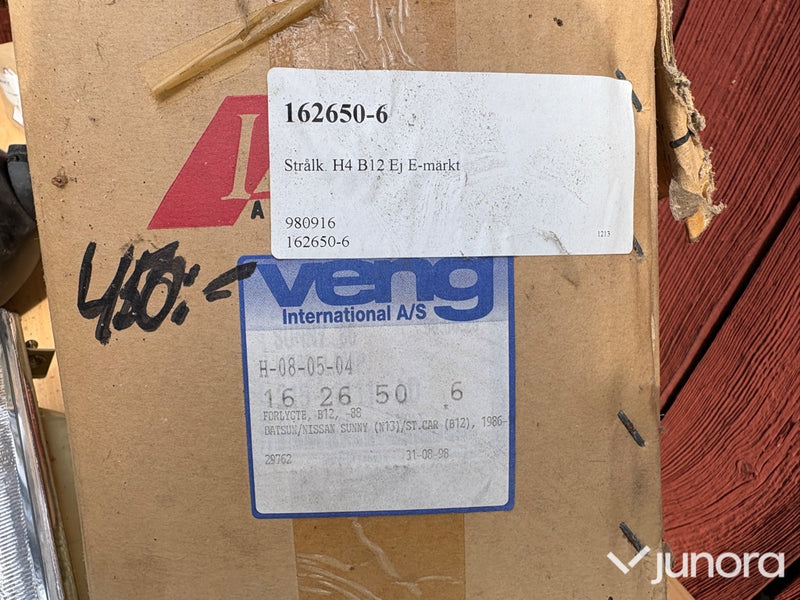 162650-6
Strålk. H4 B12 Ej E-märkt
980916
162650-6
1213
A
450:-
veng
International A/S
H-08-05-04
16 26 50 6
FORLYGTE, B12, -88
DATSUN/NISSAN SUNNY (N13)/ST.CAR (B12), 1986-
29762 31-08-98
junora